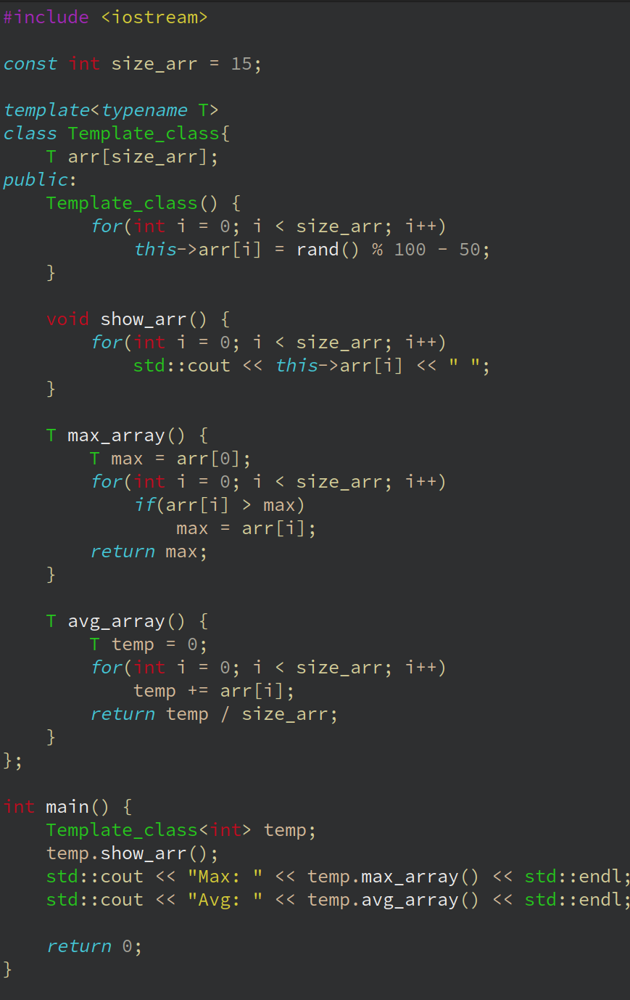 #include <iostream>
const int size_arr = 15;
template<typename T>
class Template_class{
    T arr[size_arr];
public:
    Template_class() {
        for(int i = 0; i < size_arr; i++)
            this->arr[i] = rand() % 100 - 50;
    }
    void show_arr() {
        for(int i = 0; i < size_arr; i++)
            std::cout << this->arr[i] << " ";
    }
    T max_array() {
        T max = arr[0];
        for(int i = 0; i < size_arr; i++)
            if(arr[i] > max)
                max = arr[i];
        return max;
    }
    T avg_array() {
        T temp = 0;
        for(int i = 0; i < size_arr; i++)
            temp += arr[i];
        return temp / size_arr;
    }
};
int main() {
    Template_class<int> temp;
    temp.show_arr();
    std::cout << "Max: " << temp.max_array() << std::endl;
    std::cout << "Avg: " << temp.avg_array() << std::endl;
    return 0;
}